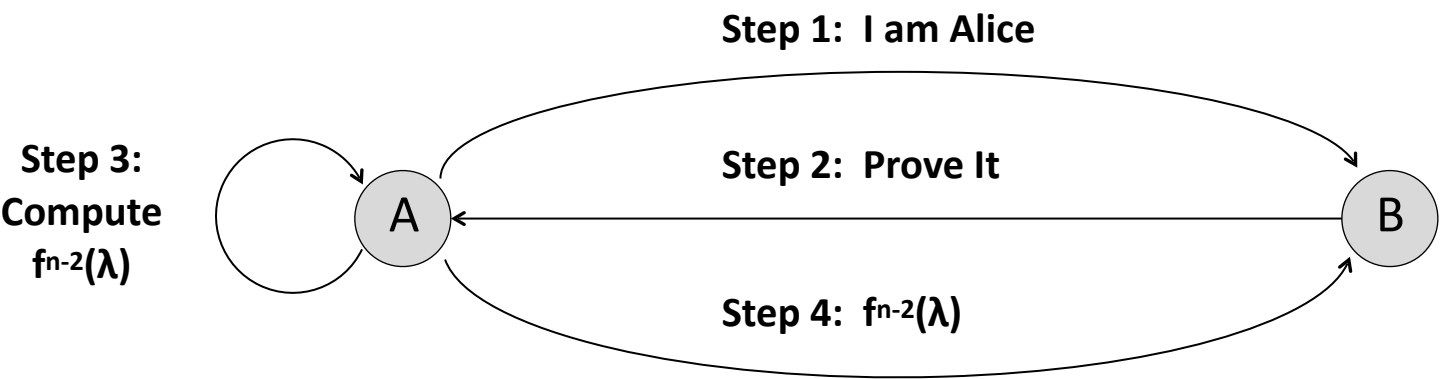 Step 1:  I am Alice
Step 3:
Compute
fⁿ⁻²(λ)
Step 2:  Prove It
A
B
Step 4:  fⁿ⁻²(λ)